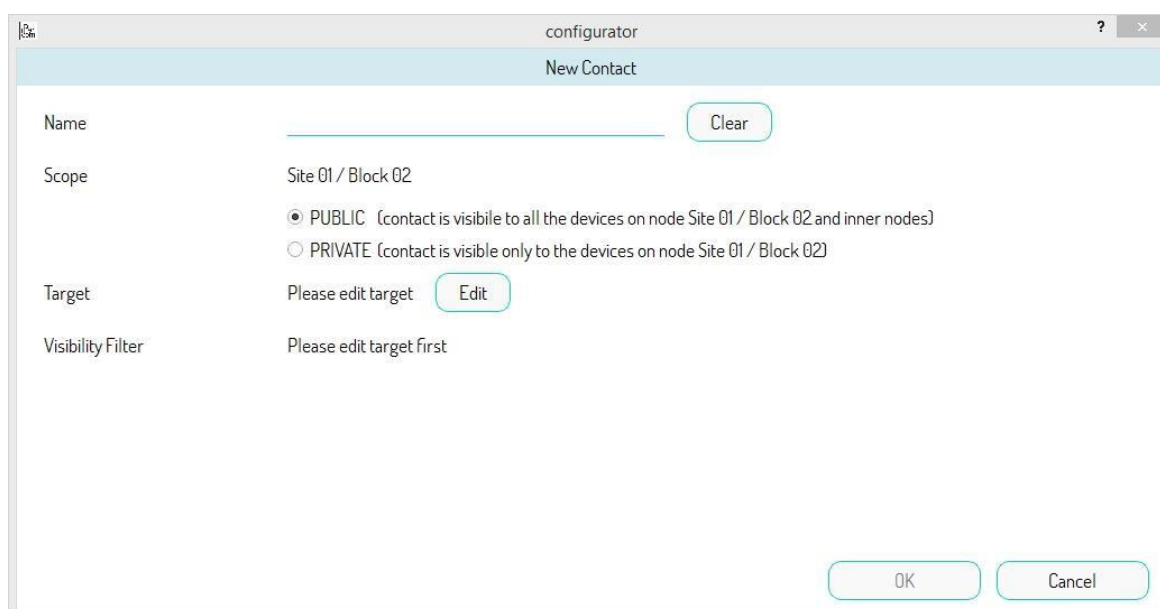 configurator ?
New Contact
Name Clear
Scope Site 01 / Block 02
PUBLIC (contact is visibile to all the devices on node Site 01 / Block 02 and inner nodes)
PRIVATE (contact is visible only to the devices on node Site 01 / Block 02)
Target Please edit target Edit
Visibility Filter Please edit target first
OK Cancel